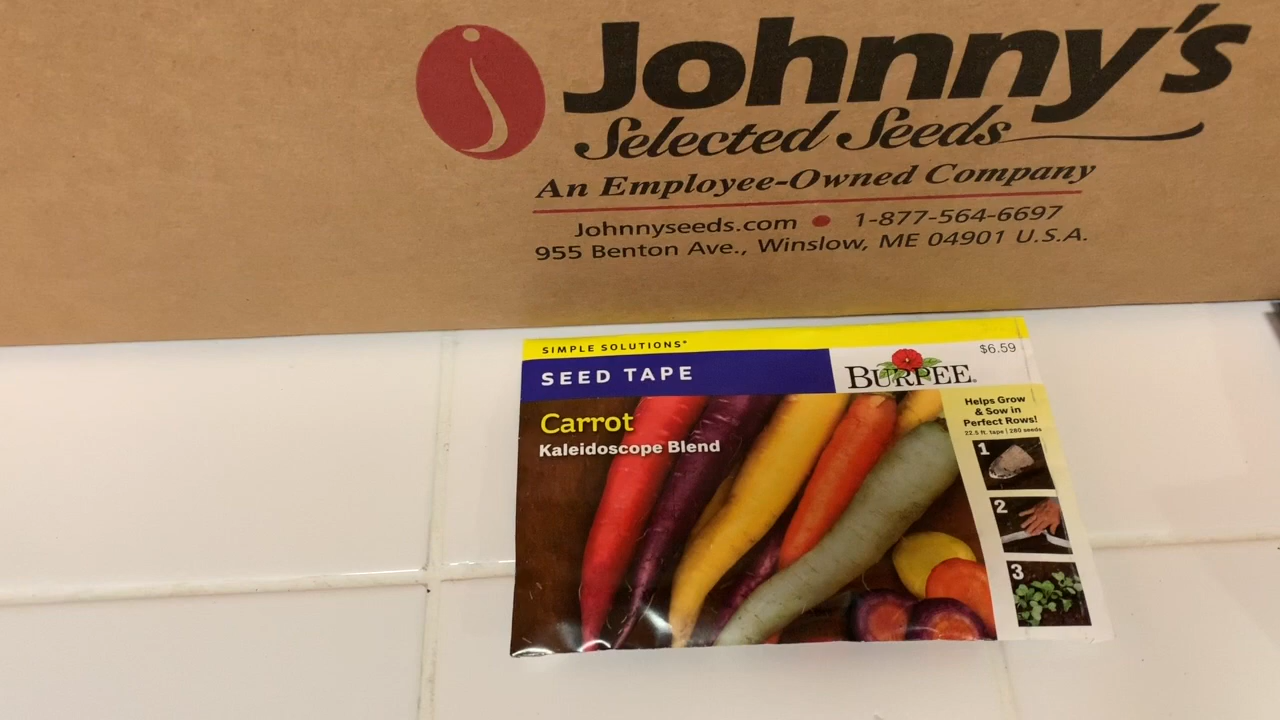 Johnny's
Selected Seeds
An Employee-Owned Company
Johnnyseeds.com • 1-877-564-6697
955 Benton Ave., Winslow, ME 04901 U.S.A.
SIMPLE SOLUTIONS®
SEED TAPE
BURPEE®
$6.59
Carrot
Kaleidoscope Blend
Helps Grow
& Sow in
Perfect Rows!
22.5 ft. tape | 280 seeds
1
2
3